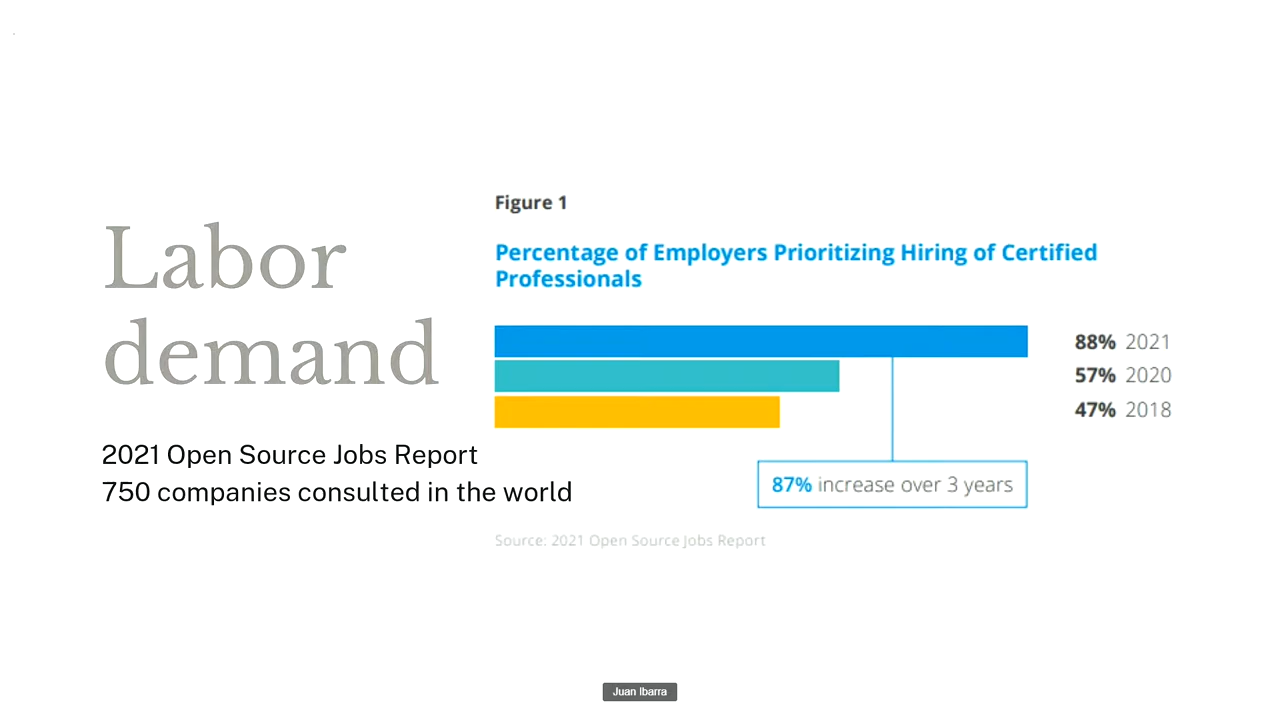 Labor
demand
2021 Open Source Jobs Report
750 companies consulted in the world
Figure 1
Percentage of Employers Prioritizing Hiring of Certified
Professionals
88% 2021
57% 2020
47% 2018
87% increase over 3 years
Source: 2021 Open Source Jobs Report
Juan Ibarra